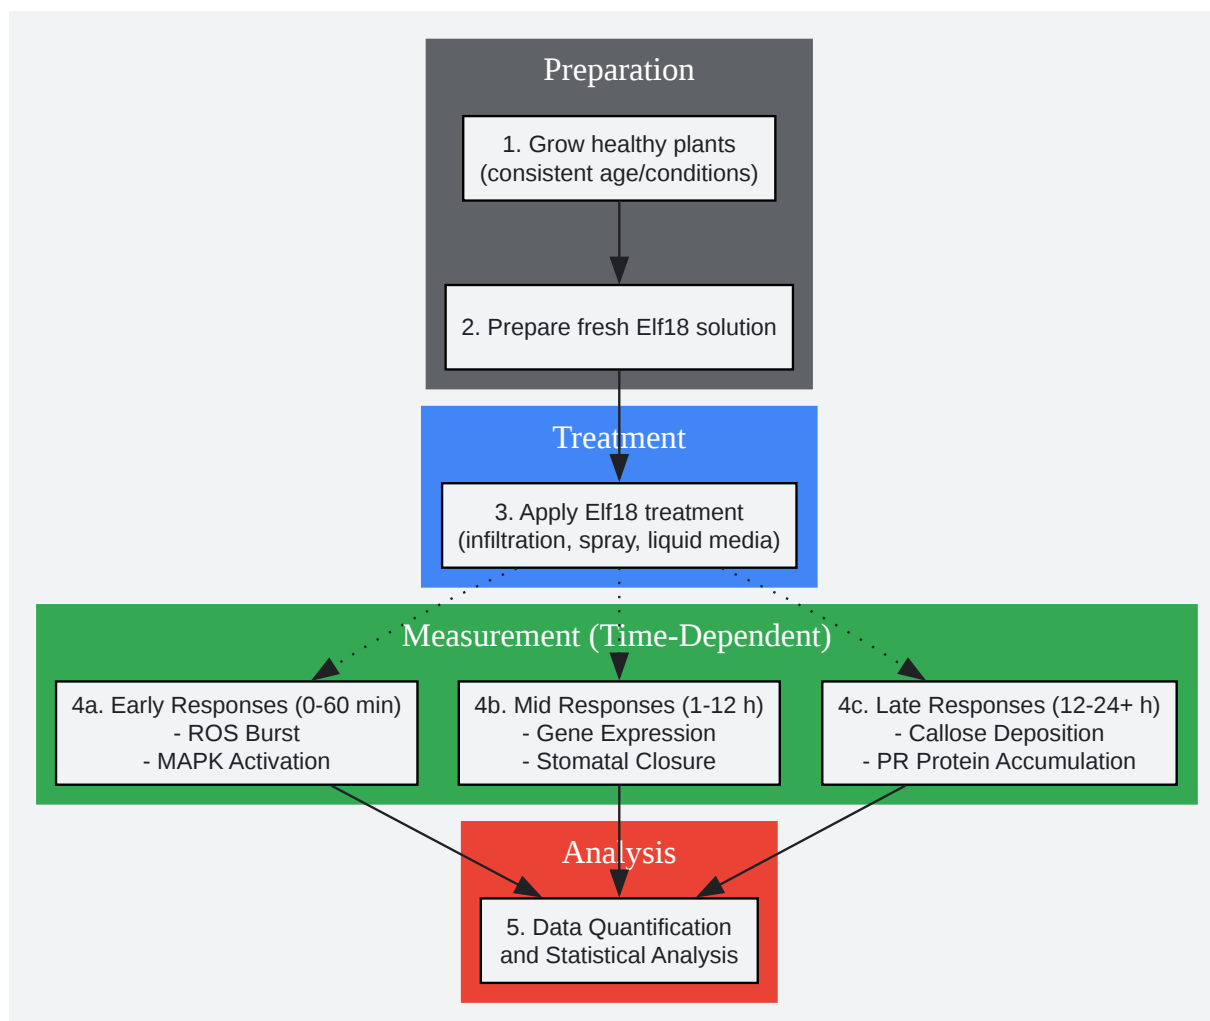 Preparation
1. Grow healthy plants
(consistent age/conditions)
2. Prepare fresh Elf18 solution
Treatment
3. Apply Elf18 treatment
(infiltration, spray, liquid media)
Measurement (Time-Dependent)
4a. Early Responses (0-60 min)
- ROS Burst
- MAPK Activation
4b. Mid Responses (1-12 h)
- Gene Expression
- Stomatal Closure
4c. Late Responses (12-24+ h)
- Callose Deposition
- PR Protein Accumulation
Analysis
5. Data Quantification
and Statistical Analysis